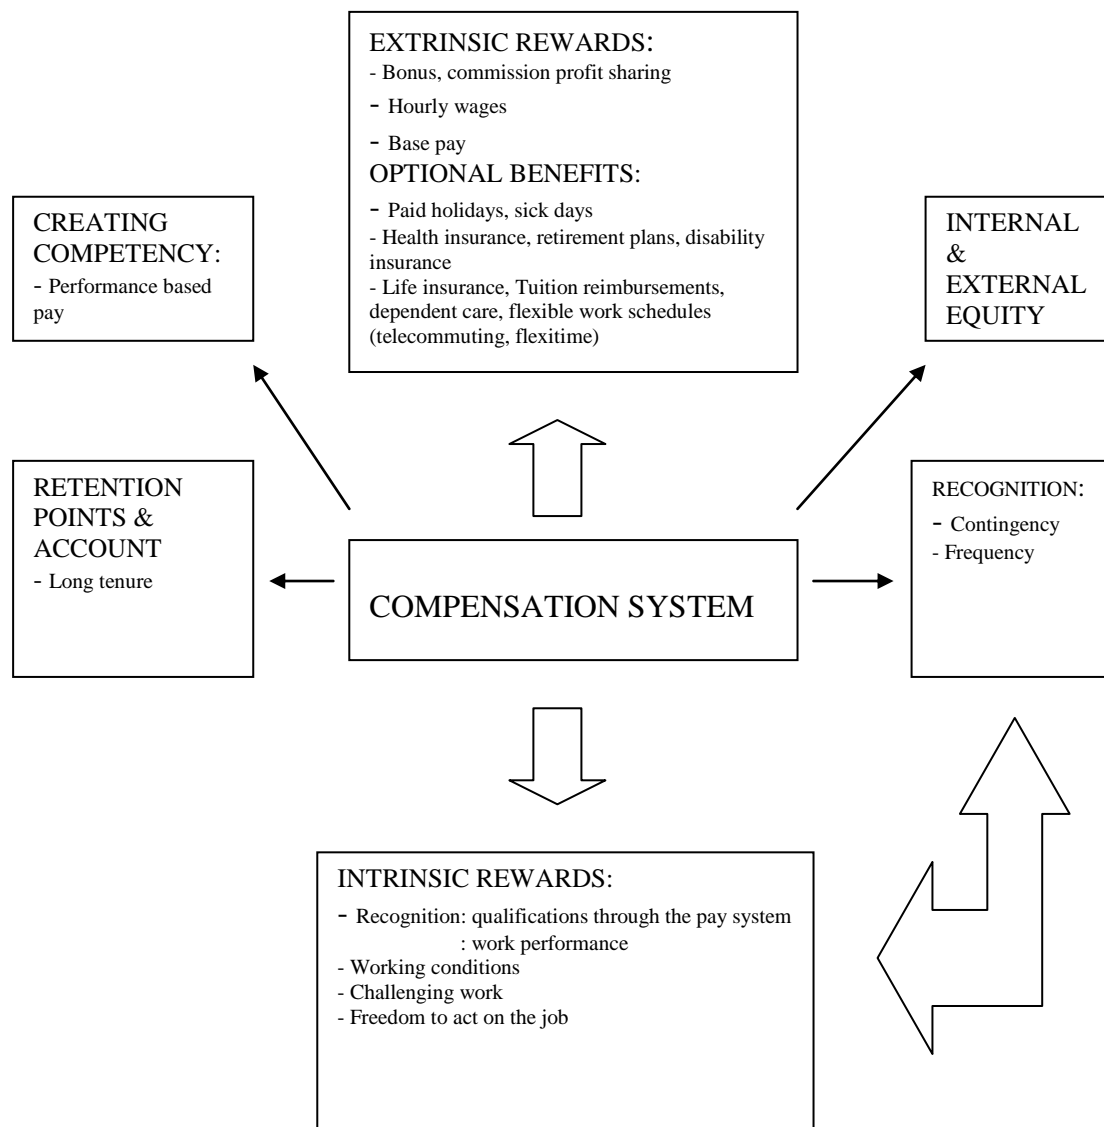 EXTRINSIC REWARDS:
- Bonus, commission profit sharing
- Hourly wages
- Base pay
OPTIONAL BENEFITS:
- Paid holidays, sick days
- Health insurance, retirement plans, disability
insurance
- Life insurance, Tuition reimbursements,
dependent care, flexible work schedules
(telecommuting, flexitime)
CREATING
COMPETENCY:
- Performance based
pay
INTERNAL
&
EXTERNAL
EQUITY
RETENTION
POINTS &
ACCOUNT
- Long tenure
COMPENSATION SYSTEM
RECOGNITION:
- Contingency
- Frequency
INTRINSIC REWARDS:
- Recognition: qualifications through the pay system
: work performance
- Working conditions
- Challenging work
- Freedom to act on the job